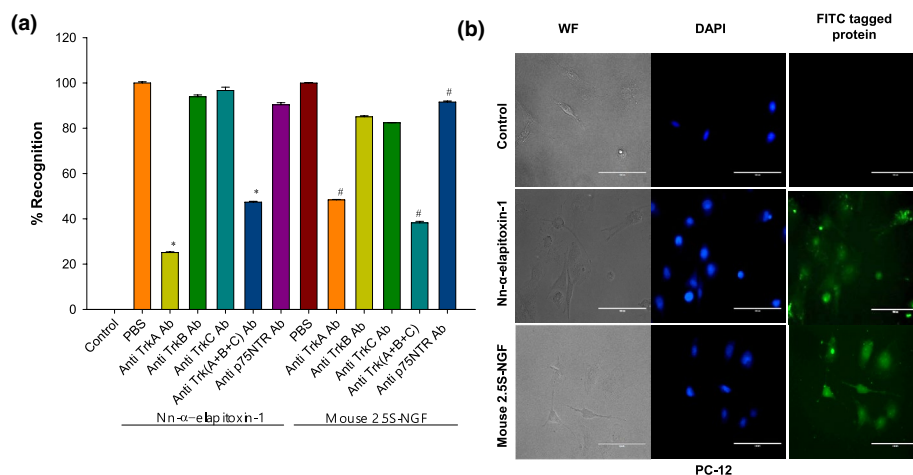 (a)
120
100
80
60
40
20
0
% Recognition
Control
PBS
Anti TrkA Ab
Anti TrkB Ab
Anti TrkC Ab
Anti Trk(A+B+C) Ab
Anti p75NTR Ab
PBS
Anti TrkA Ab
Anti TrkB Ab
Anti TrkC Ab
Anti Trk(A+B+C)
Anti p75NTR Ab
*
*
#
#
#
Nn-α-elapitoxin-1
Mouse 2.5S-NGF
(b)
WF
DAPI
FITC tagged
protein
Control
Nn-α-elapitoxin-1
Mouse 2.5S-NGF
PC-12